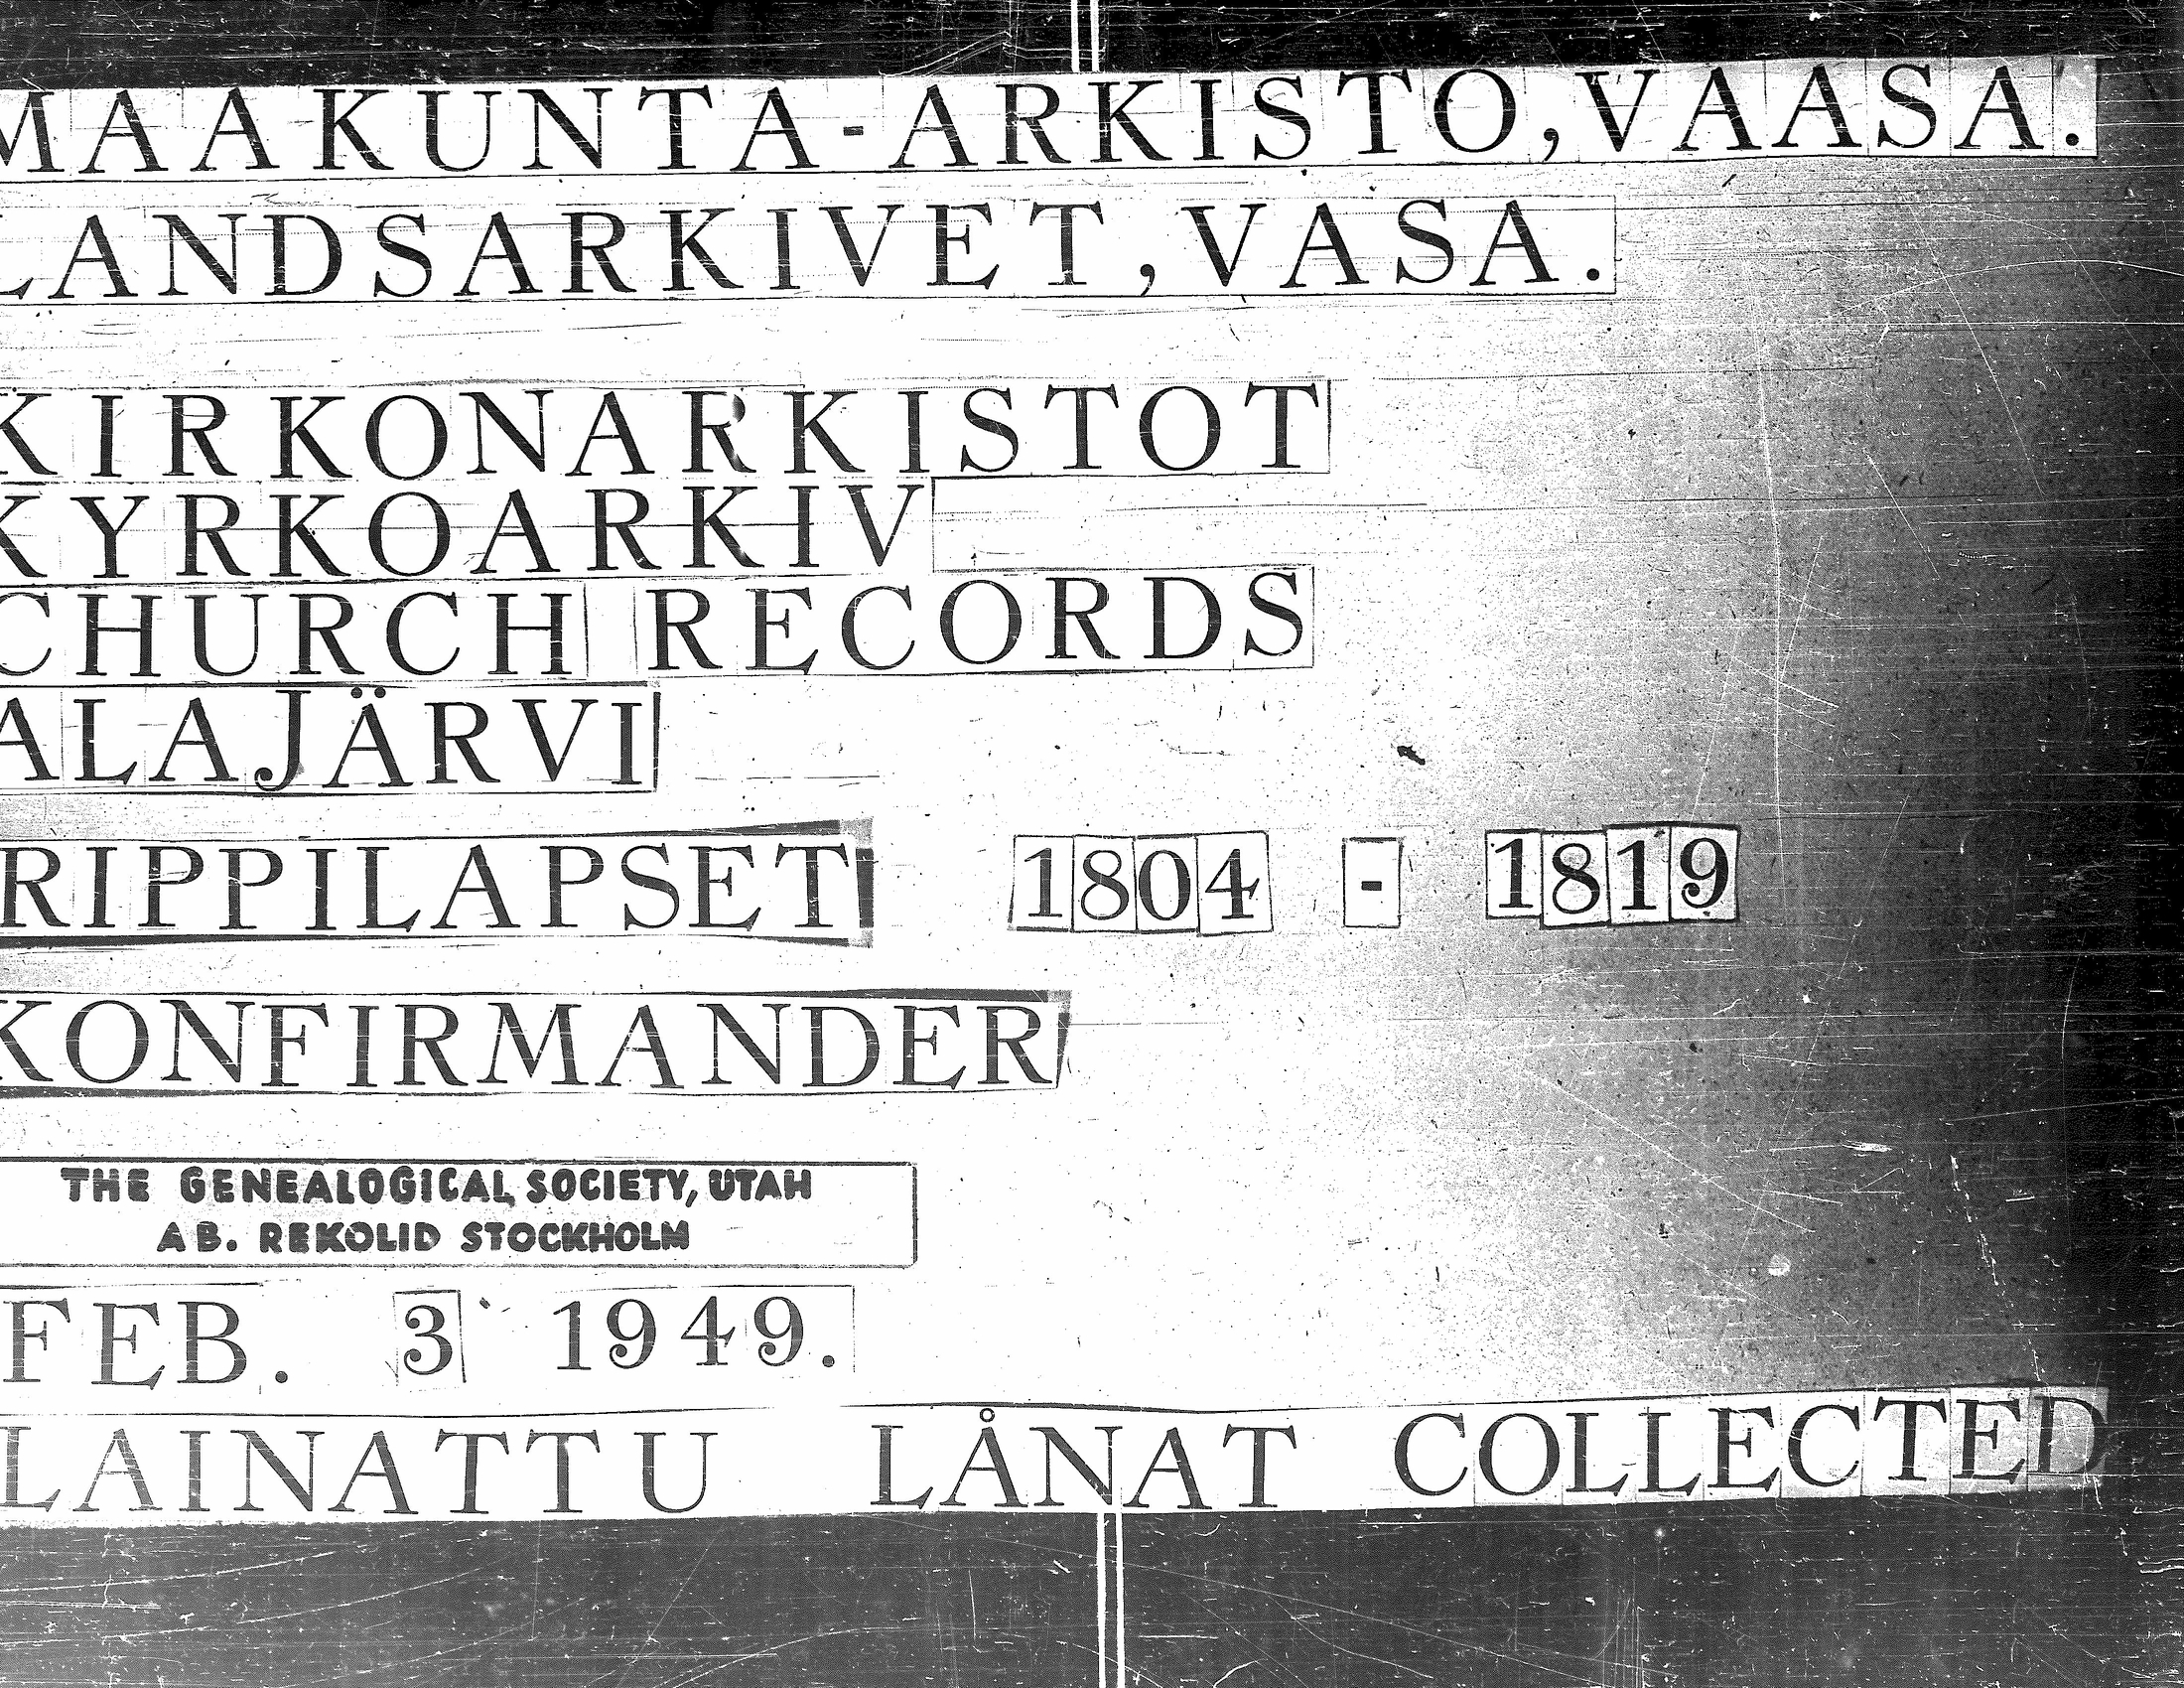 MAAKUNTA-ARKISTO, VAASA.
LANDSARKIVET, VASA.
KIRKONARKISTOT
KYRKOARKIV
CHURCH RECORDS
ALAJÄRVI
RIPPILAPSET 1804 - 1819
KONFIRMANDER
THE GENEALOGICAL SOCIETY, UTAH
AB. REKOLID STOCKHOLM
FEB. 3 1949.
LAINATTU LÅNAT COLLECTED